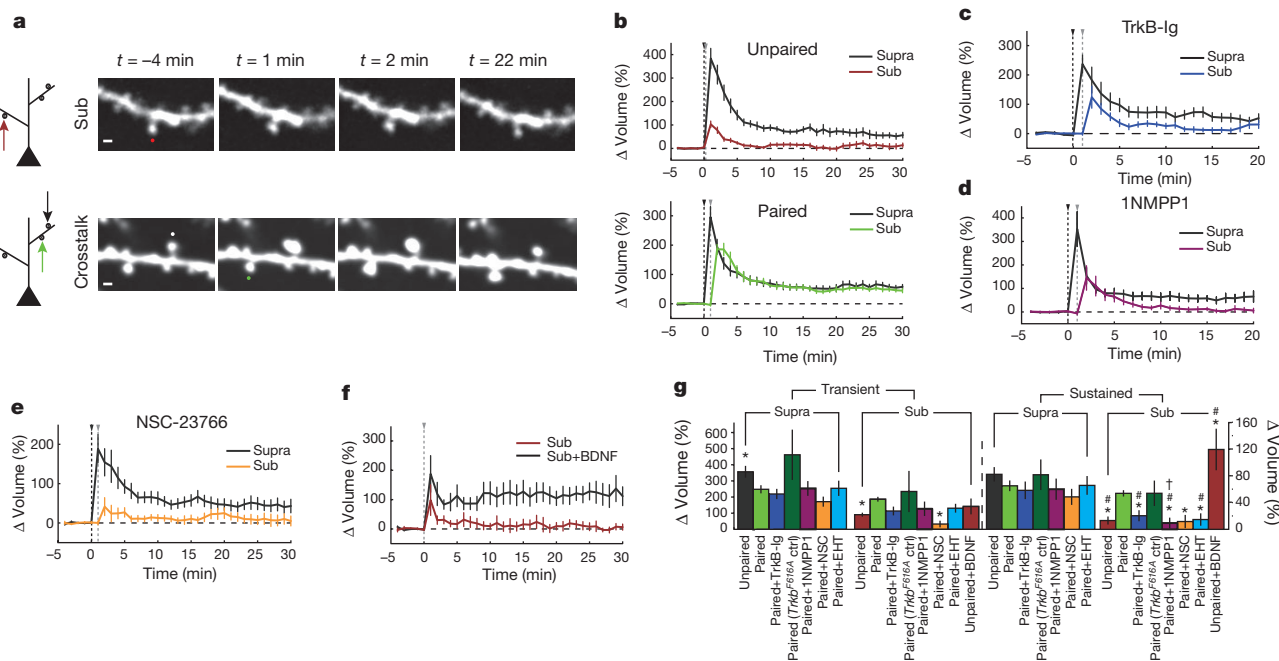 a
t = –4 min
t = 1 min
t = 2 min
t = 22 min
Sub
Crosstalk
b
Unpaired
Δ Volume (%)
400
300
200
100
0
Supra
Sub
–5 0 5 10 15 20 25 30
Paired
Δ Volume (%)
300
200
100
0
Supra
Sub
–5 0 5 10 15 20 25 30
Time (min)
c
TrkB-Ig
Δ Volume (%)
300
200
100
0
Supra
Sub
–5 0 5 10 15 20
Time (min)
d
1NMPP1
Δ Volume (%)
400
300
200
100
0
Supra
Sub
–5 0 5 10 15 20
Time (min)
e
NSC-23766
Δ Volume (%)
200
100
0
Supra
Sub
–5 0 5 10 15 20 25 30
Time (min)
f
Δ Volume (%)
300
200
100
0
Sub
Sub+BDNF
–5 0 5 10 15 20 25 30
Time (min)
g
Transient
Sustained
Supra
Sub
Supra
Sub
Δ Volume (%)
600
500
400
300
200
100
0
Δ Volume (%)
160
120
80
40
0
*
*
*
#
*
#
*
†
#
*
*
#
*
#
*
Unpaired
Paired
Paired+TrkB-Ig
Paired (TrkbF616A ctrl)
Paired+1NMPP1
Paired+NSC
Paired+EHT
Unpaired
Paired
Paired+TrkB-Ig
Paired (TrkbF616A ctrl)
Paired+1NMPP1
Paired+NSC
Paired+EHT
Unpaired+BDNF
Unpaired
Paired
Paired+TrkB-Ig
Paired (TrkbF616A ctrl)
Paired+1NMPP1
Paired+NSC
Paired+EHT
Unpaired
Paired
Paired+TrkB-Ig
Paired (TrkbF616A ctrl)
Paired+1NMPP1
Paired+NSC
Paired+EHT
Unpaired+BDNF